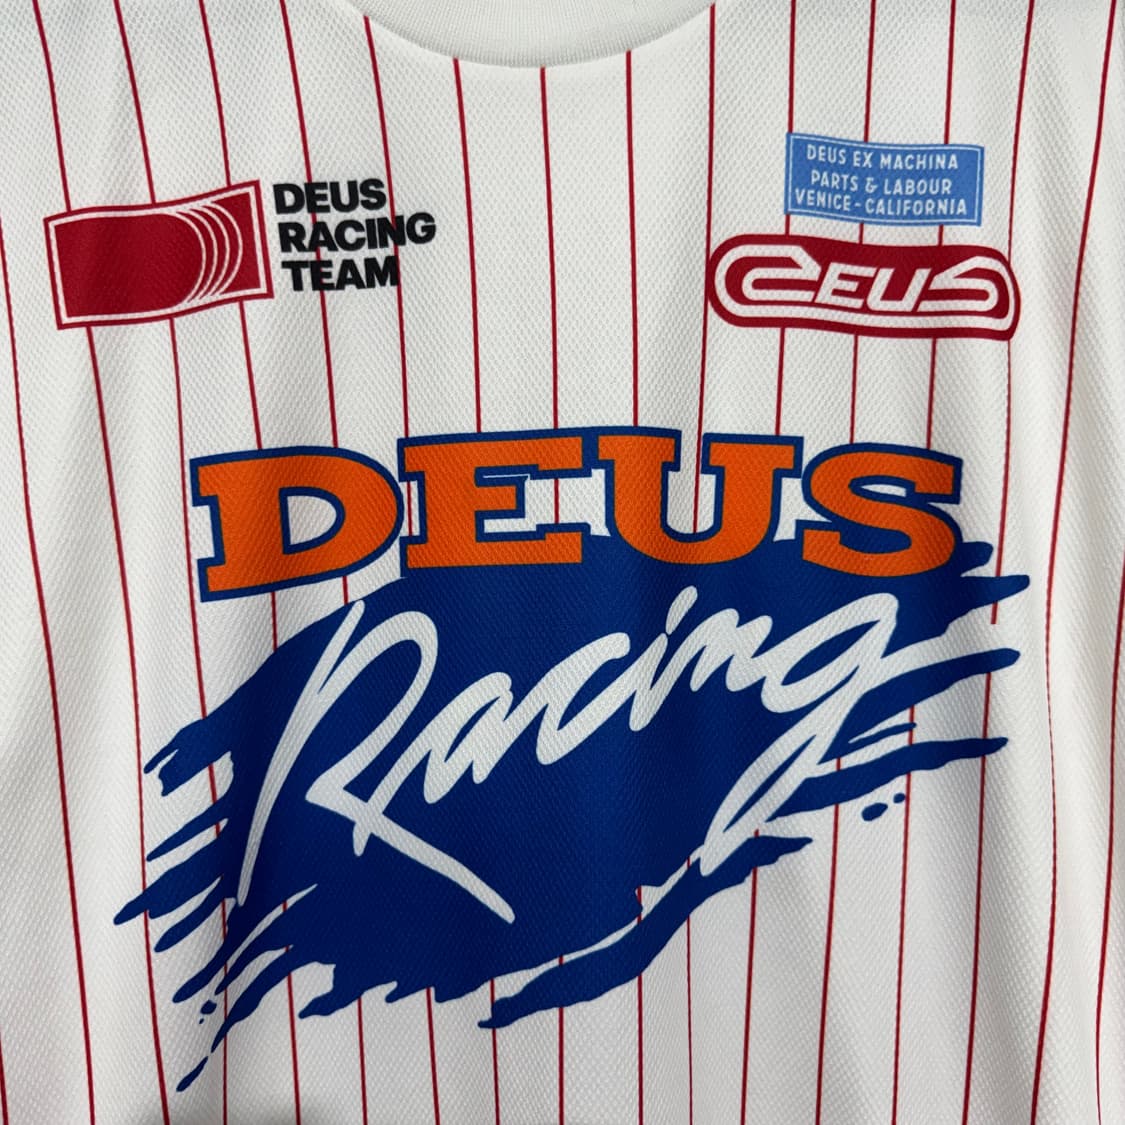 DEUS
RACING
TEAM
DEUS EX MACHINA
PARTS & LABOUR
VENICE-CALIFORNIA
DEUS
DEUS
Racing